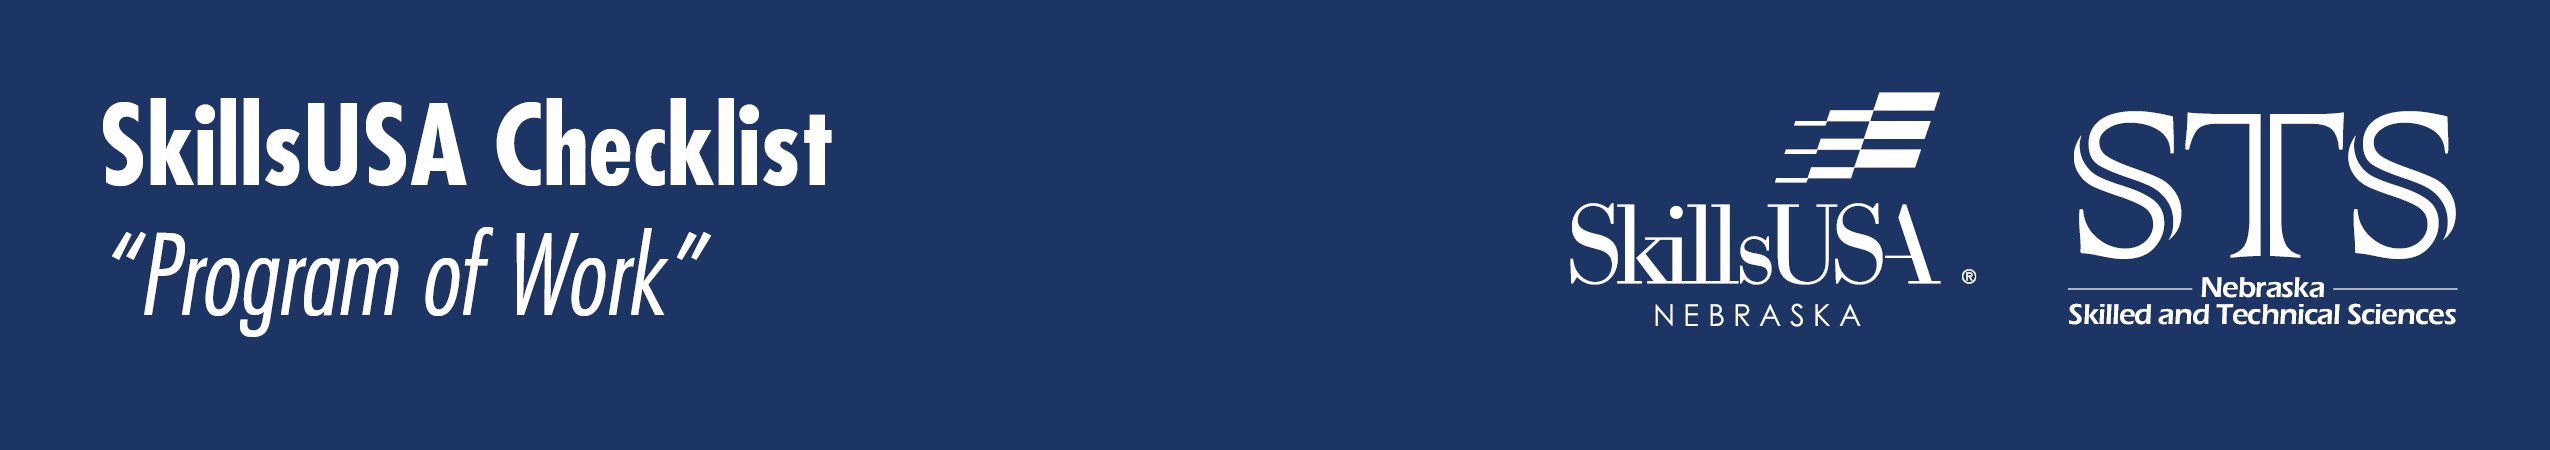 SkillsUSA Checklist
“Program of Work”
SkillsUSA ®
NEBRASKA
STS
Nebraska
Skilled and Technical Sciences